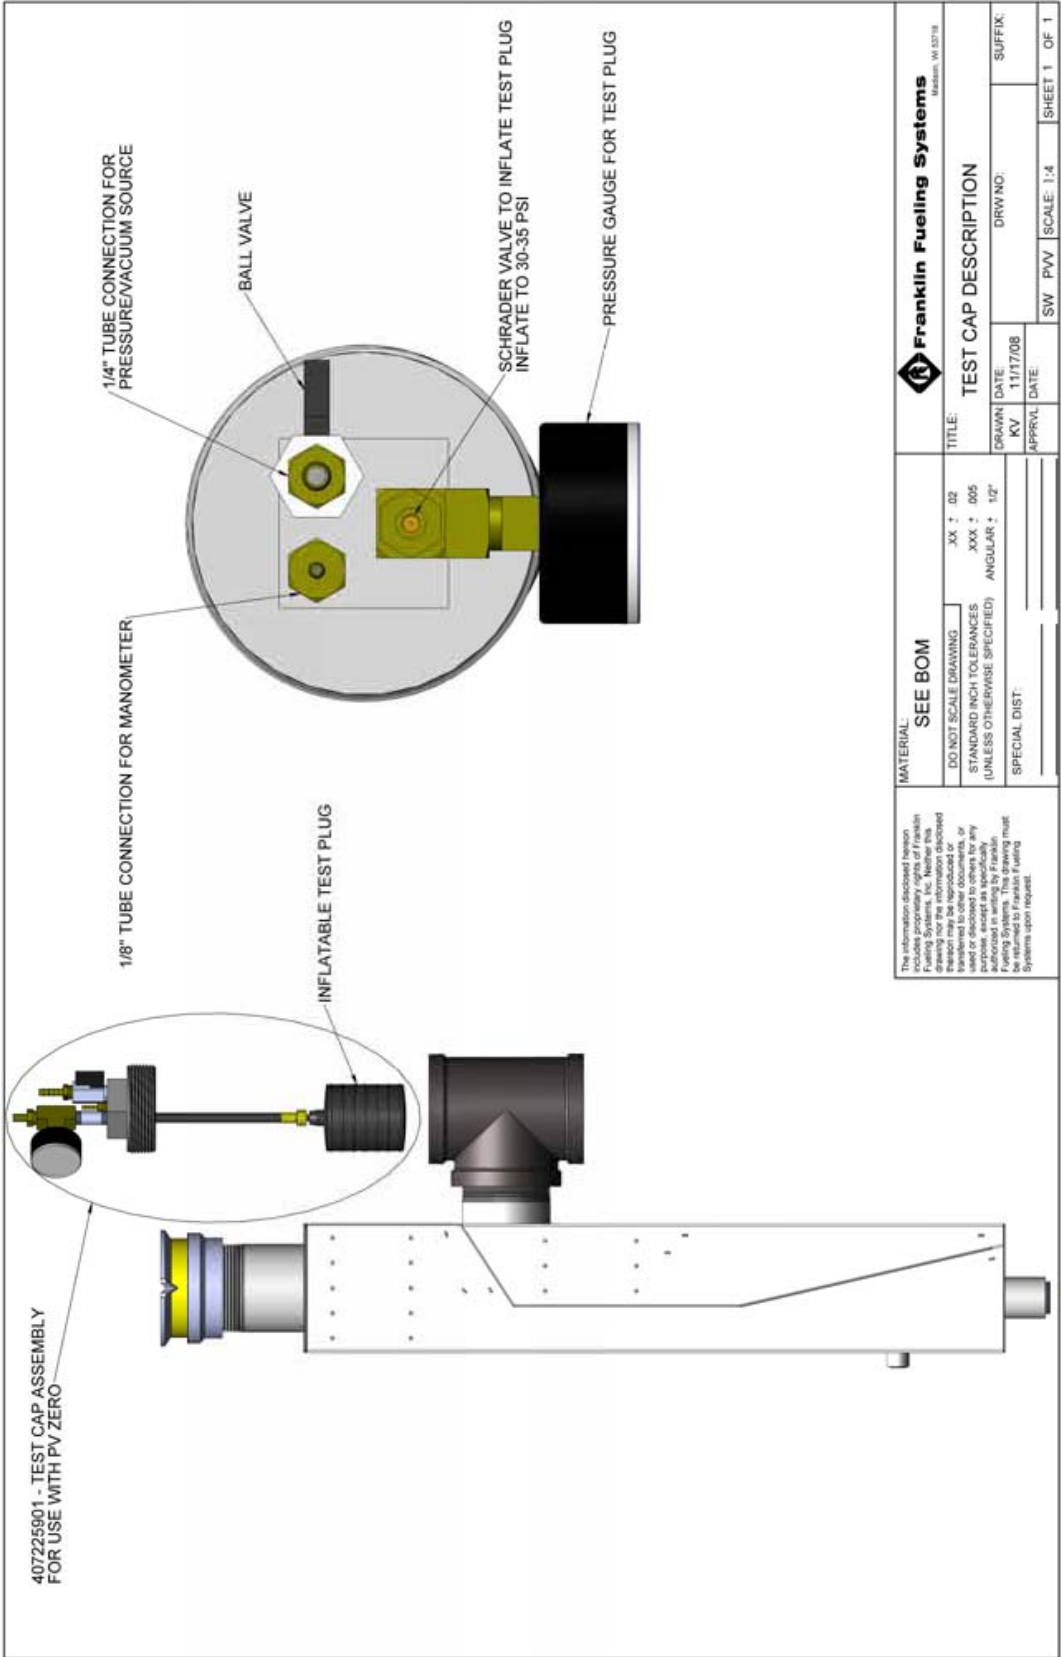 407225901 - TEST CAP ASSEMBLY
FOR USE WITH PV ZERO
INFLATABLE TEST PLUG
1/8" TUBE CONNECTION FOR MANOMETER
1/4" TUBE CONNECTION FOR
PRESSURE/VACUUM SOURCE
BALL VALVE
SCHRADER VALVE TO INFLATE TEST PLUG
INFLATE TO 30-35 PSI
PRESSURE GAUGE FOR TEST PLUG
The information disclosed hereon
includes proprietary rights of Franklin
Fueling Systems, Inc. Neither this
drawing nor the information disclosed
thereon may be reproduced or
transferred to other documents, or
used or disclosed to others for any
purpose, except as specifically
authorized in writing by Franklin
Fueling Systems. This drawing must
be returned to Franklin Fueling
Systems upon request.
MATERIAL:
SEE BOM
DO NOT SCALE DRAWING
STANDARD INCH TOLERANCES
(UNLESS OTHERWISE SPECIFIED)
.XX ± .02
.XXX ± .005
ANGULAR ± 1/2°
SPECIAL DIST:
Franklin Fueling Systems
Madison, WI 53718
TITLE:
TEST CAP DESCRIPTION
DRAWN: KV
DATE: 11/17/08
DRW NO:
SUFFIX:
APPRVL:
DATE:
SW PVV
SCALE: 1:4
SHEET 1 OF 1